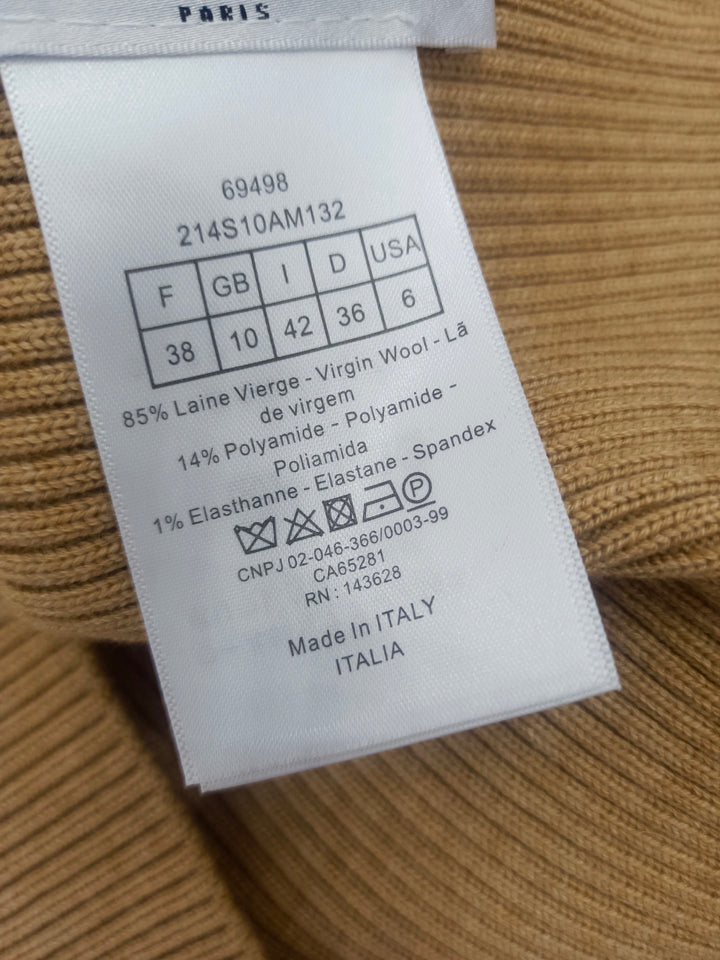 PARIS
69498
214S10AM132
F GB I D USA
38 10 42 36 6
85% Laine Vierge - Virgin Wool - Lã
de virgem
14% Polyamide - Polyamide -
Poliamida
1% Elasthanne - Elastane - Spandex
P
CNPJ 02-046-366/0003-99
CA65281
RN : 143628
Made In ITALY
ITALIA